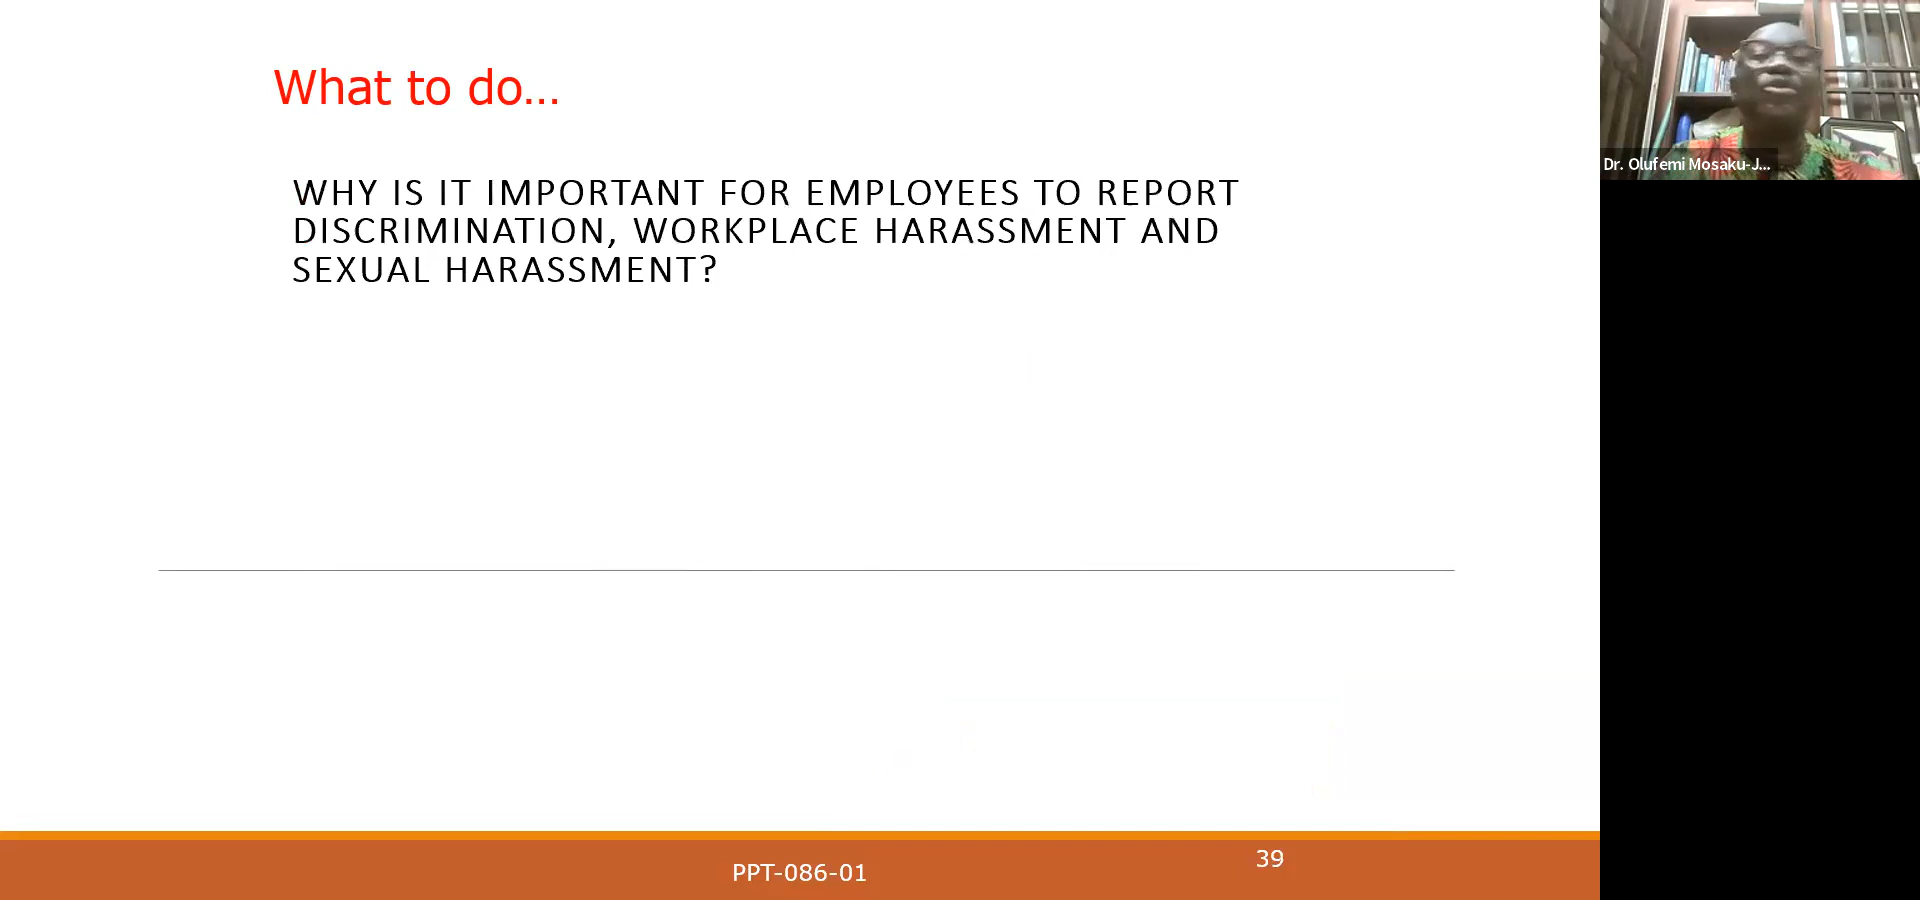 What to do...
WHY IS IT IMPORTANT FOR EMPLOYEES TO REPORT
DISCRIMINATION, WORKPLACE HARASSMENT AND
SEXUAL HARASSMENT?
Dr. Olufemi Mosaku-J...
39
PPT-086-01